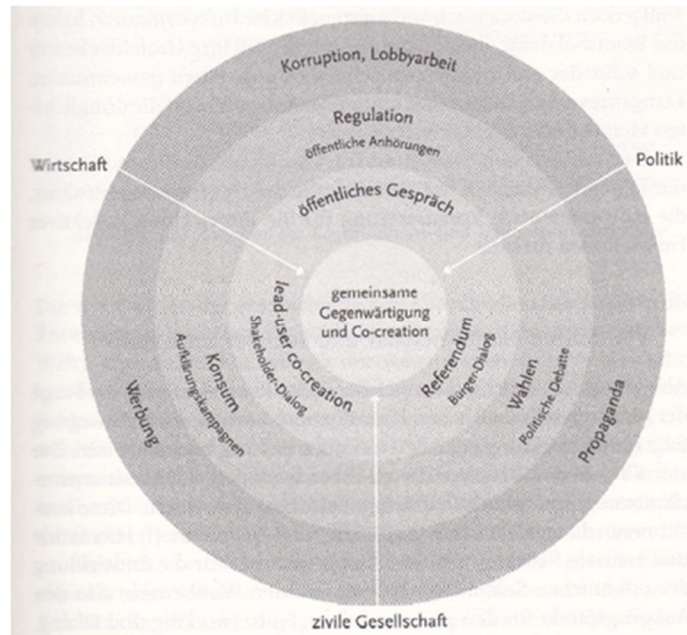 Korruption, Lobbyarbeit
Regulation
öffentliche Anhörungen
öffentliches Gespräch
Wirtschaft
Politik
gemeinsame
Gegenwärtigung
und Co-creation
lead-user co-creation
Stakeholder-Dialog
Konsum
Aufklärungskampagnen
Werbung
Referendum
Bürger-Dialog
Wahlen
Politische Debatte
Propaganda
zivile Gesellschaft